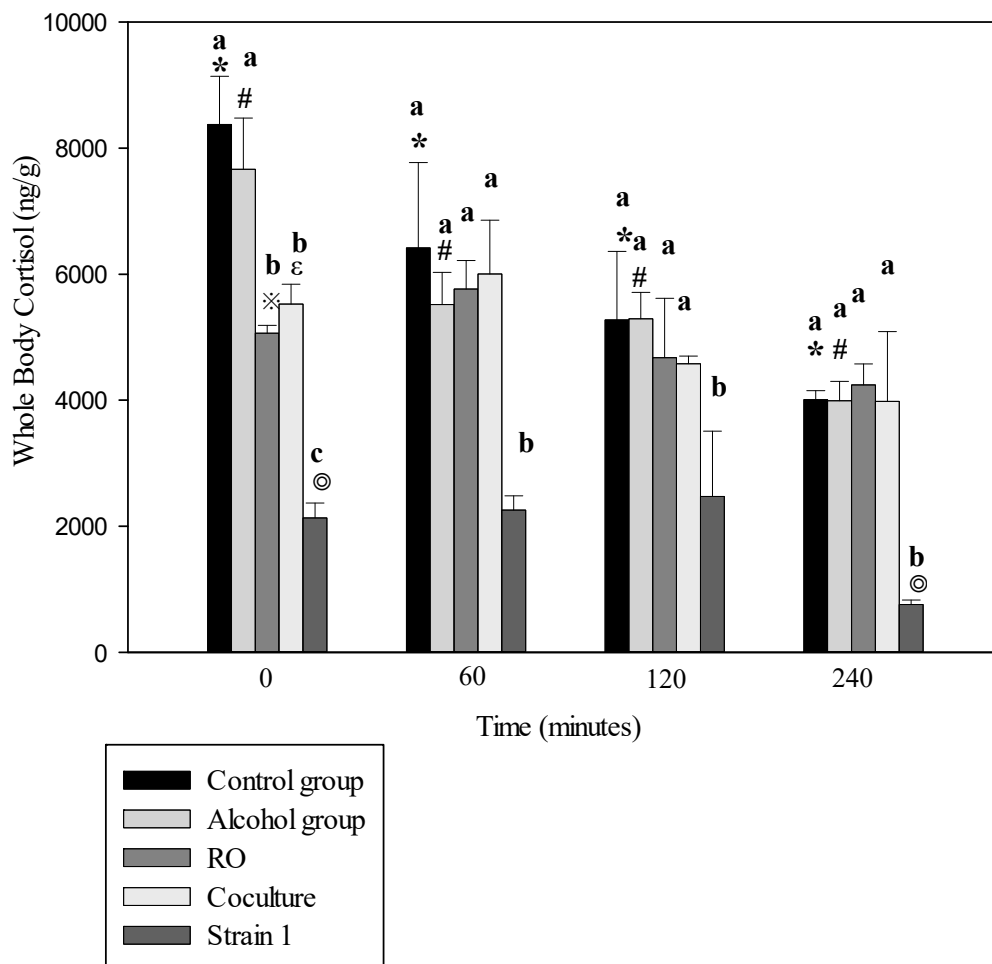 Whole Body Cortisol (ng/g)
10000
8000
6000
4000
2000
0
a
*
a
#
b
※
b
ε
c
◎
a
*
a
#
a
a
b
a
*
a
#
a
a
b
a
*
a
#
a
a
b
◎
0
60
120
240
Time (minutes)
Control group
Alcohol group
RO
Coculture
Strain 1